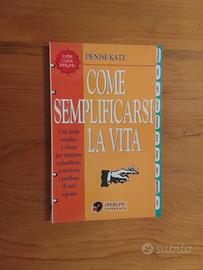 SUPER
GUIDA
SPERLING
DENISE KATZ
COME
SEMPLIFICARSI
LA VITA
Una guida
semplice
e chiara
per imparare
a pianificare
e risolvere
i problemi
di tutti
i giorni
SPERLING
PAPERBACK
subito